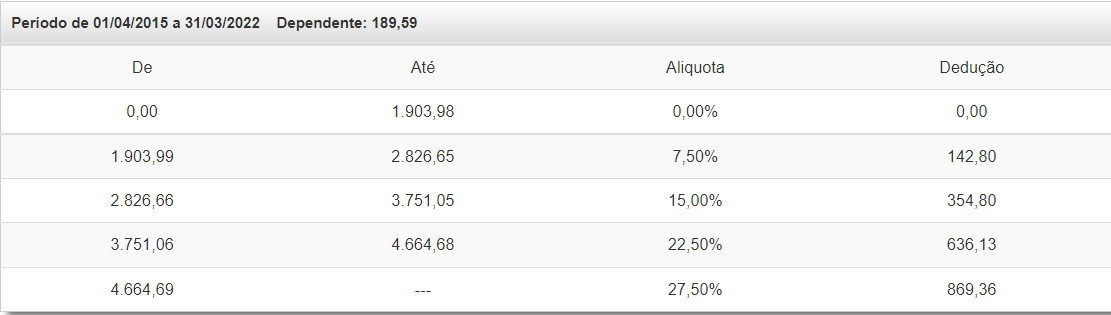 Período de 01/04/2015 a 31/03/2022 Dependente: 189,59
De Até Aliquota Dedução
0,00 1.903,98 0,00% 0,00
1.903,99 2.826,65 7,50% 142,80
2.826,66 3.751,05 15,00% 354,80
3.751,06 4.664,68 22,50% 636,13
4.664,69 --- 27,50% 869,36